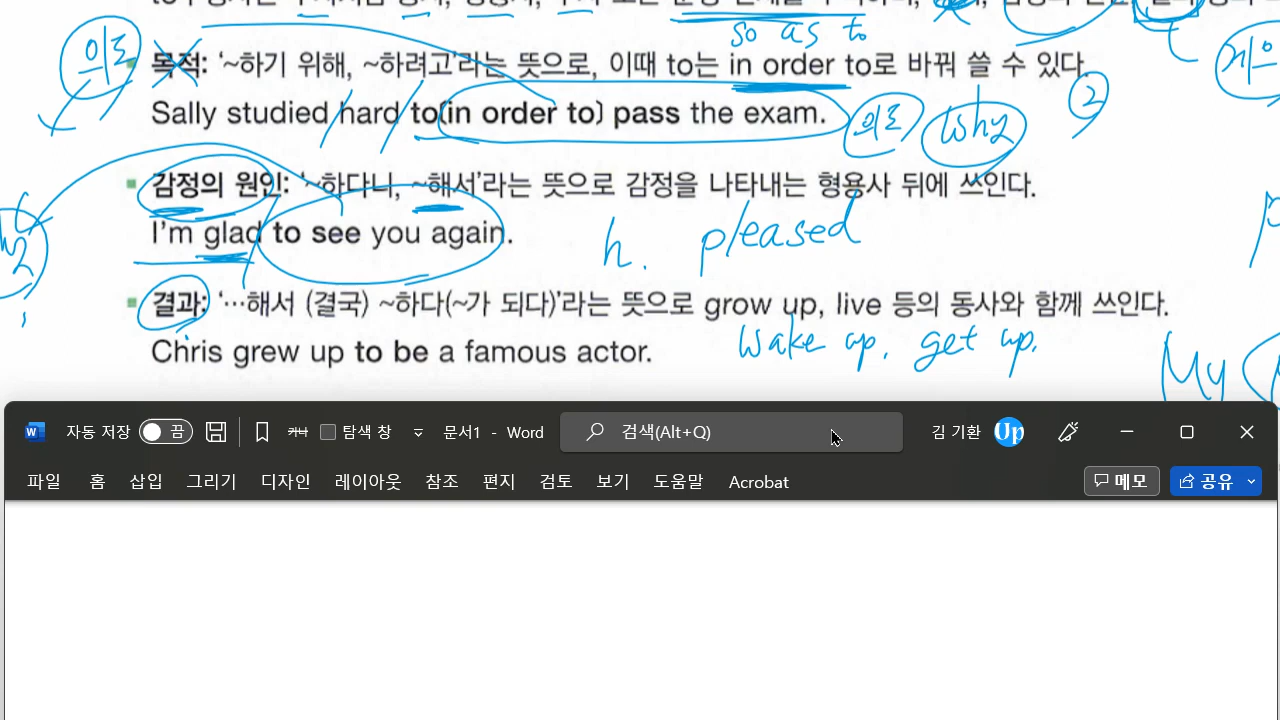 so as to
의도
목적: ‘~하기 위해, ~하려고’라는 뜻으로, 이때 to는 in order to로 바꿔 쓸 수 있다.
Sally studied hard to(in order to) pass the exam.
의도 why ②
감정의 원인: ‘~하다니, ~해서’라는 뜻으로 감정을 나타내는 형용사 뒤에 쓰인다.
I’m glad to see you again.
h. pleased
결과: ‘…해서 (결국) ~하다(~가 되다)’라는 뜻으로 grow up, live 등의 동사와 함께 쓰인다.
Chris grew up to be a famous actor.
wake up, get up,
My
자동 저장 끔 탐색 창 문서1 - Word 검색(Alt+Q) 김 기환 Up
파일 홈 삽입 그리기 디자인 레이아웃 참조 편지 검토 보기 도움말 Acrobat 메모 공유